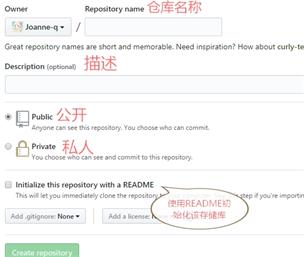 Owner
Repository name 仓库名称
Joanne-q /
Great repository names are short and memorable. Need inspiration? How about curly-te
Description (optional) 描述
Public 公开
Anyone can see this repository. You choose who can commit.
Private 私人
You choose who can see and commit to this repository.
Initialize this repository with a README
This will let you immediately clone the repository step if you're importin
使用README初
始化该存储库
Add .gitignore: None
Add a license:
Create repository